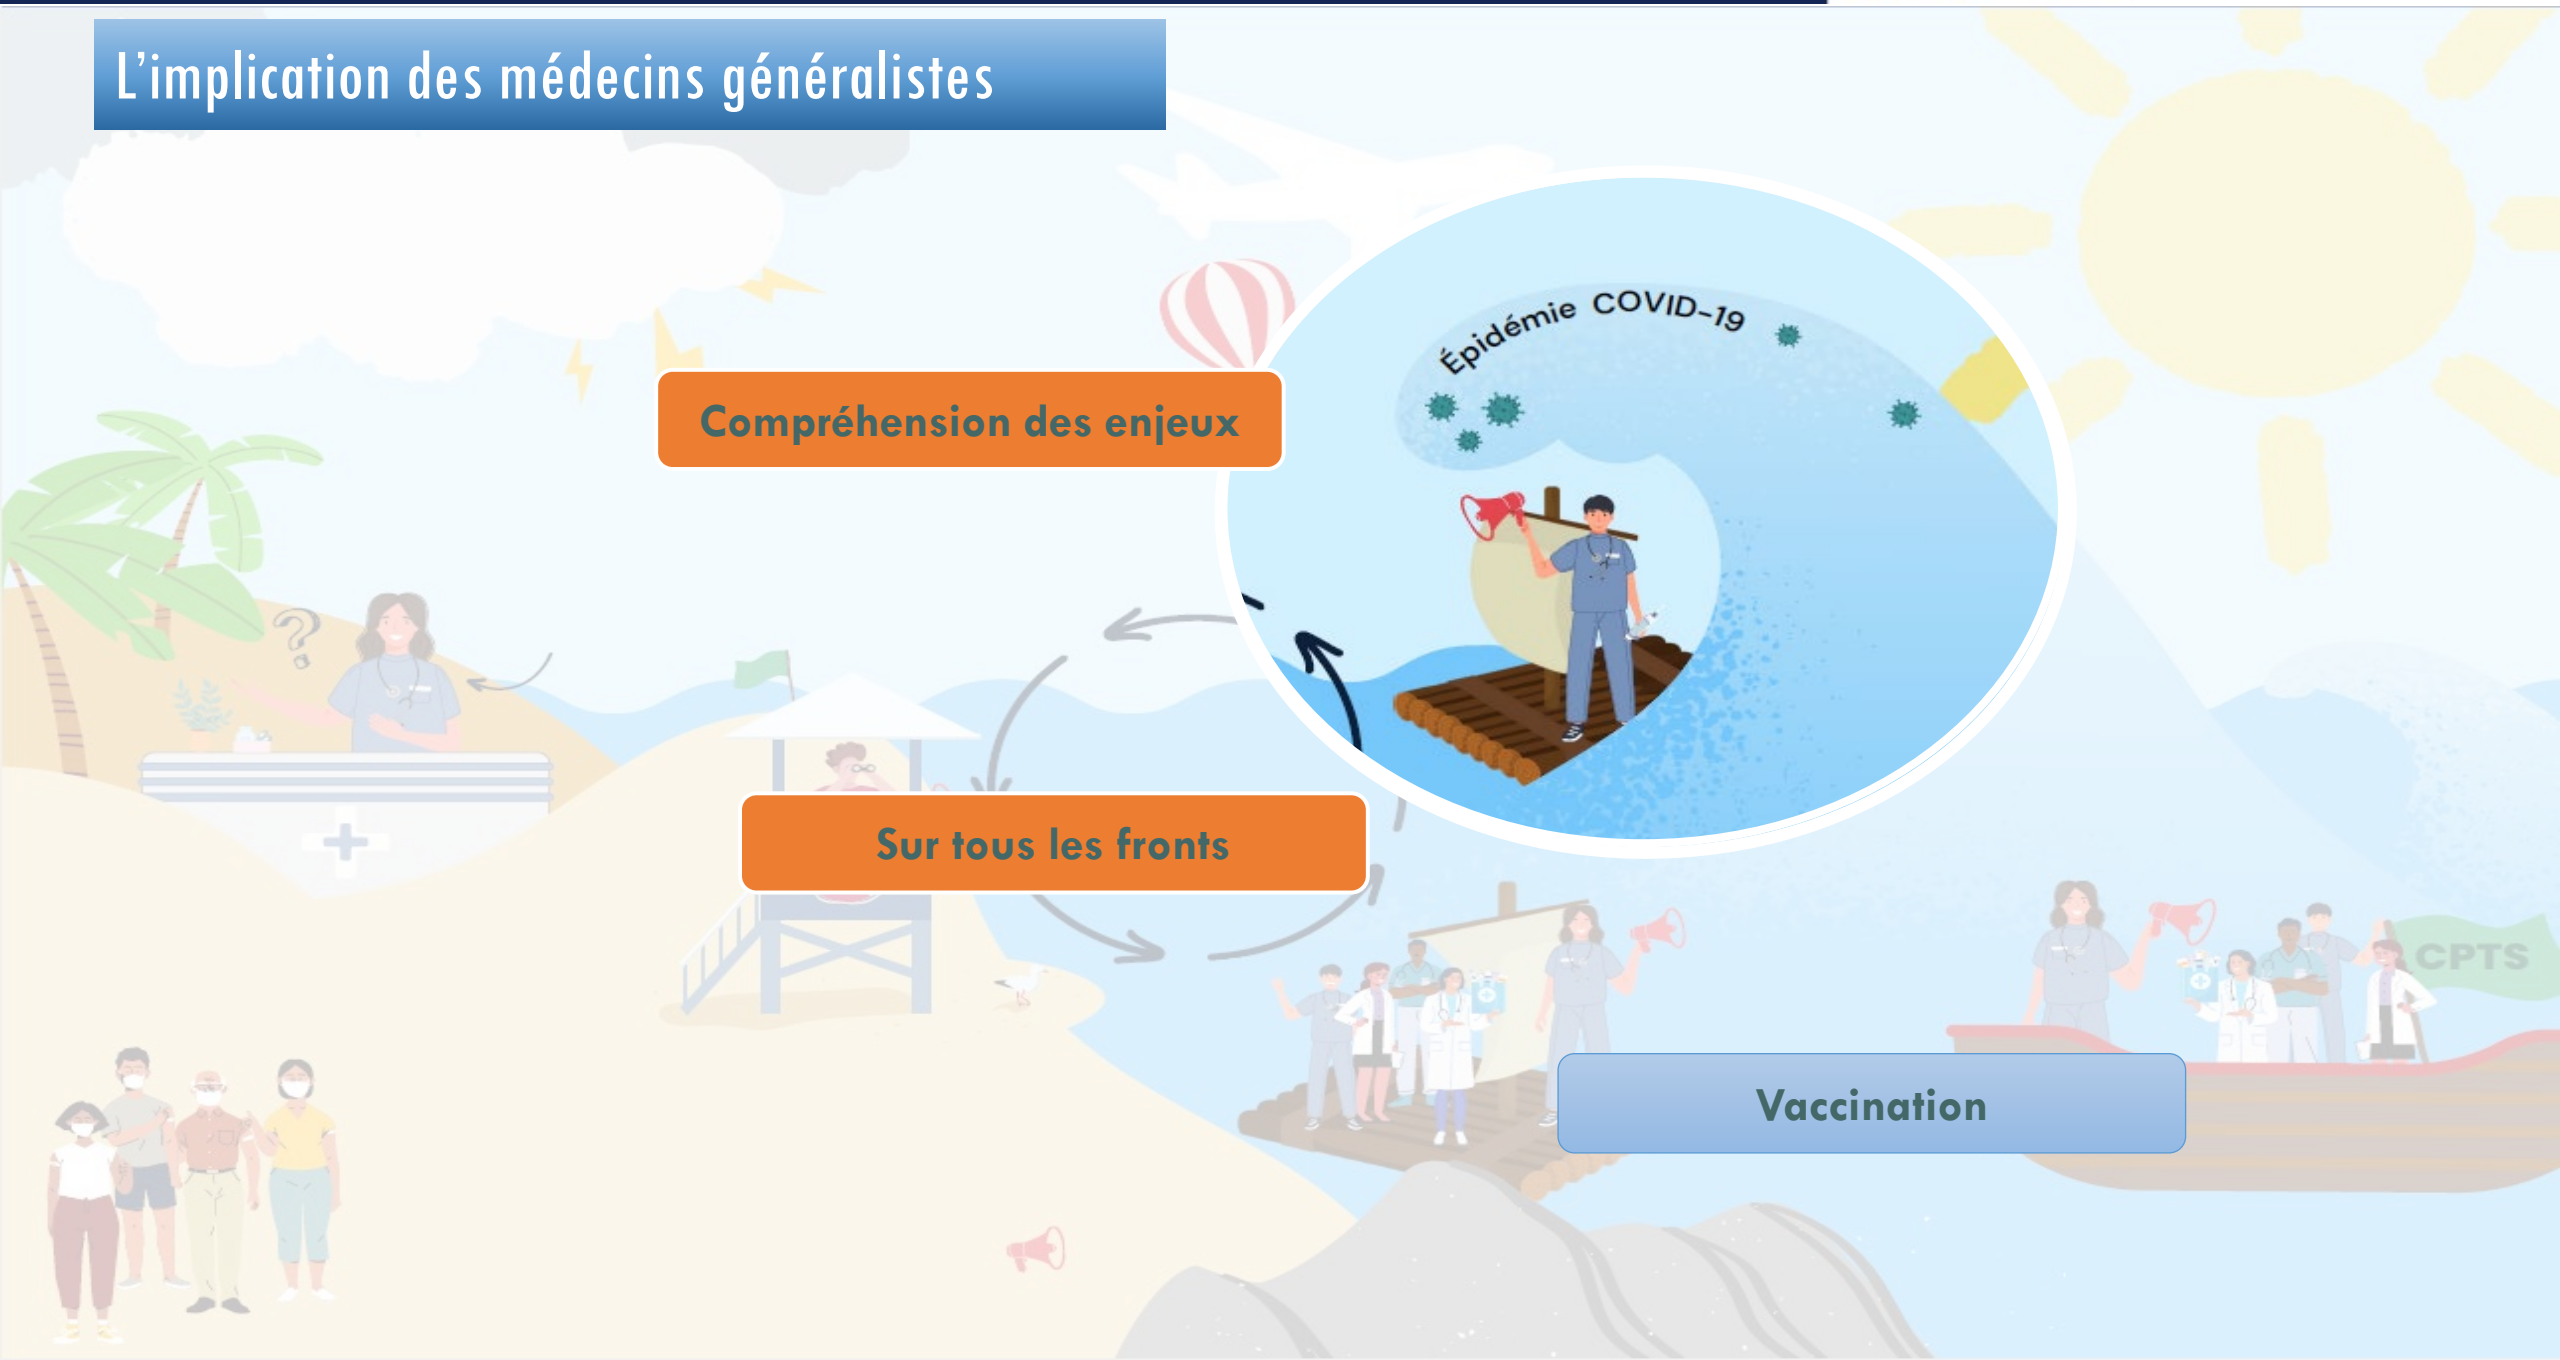 L’implication des médecins généralistes
Épidémie COVID-19
Compréhension des enjeux
?
Sur tous les fronts
CPTS
Vaccination